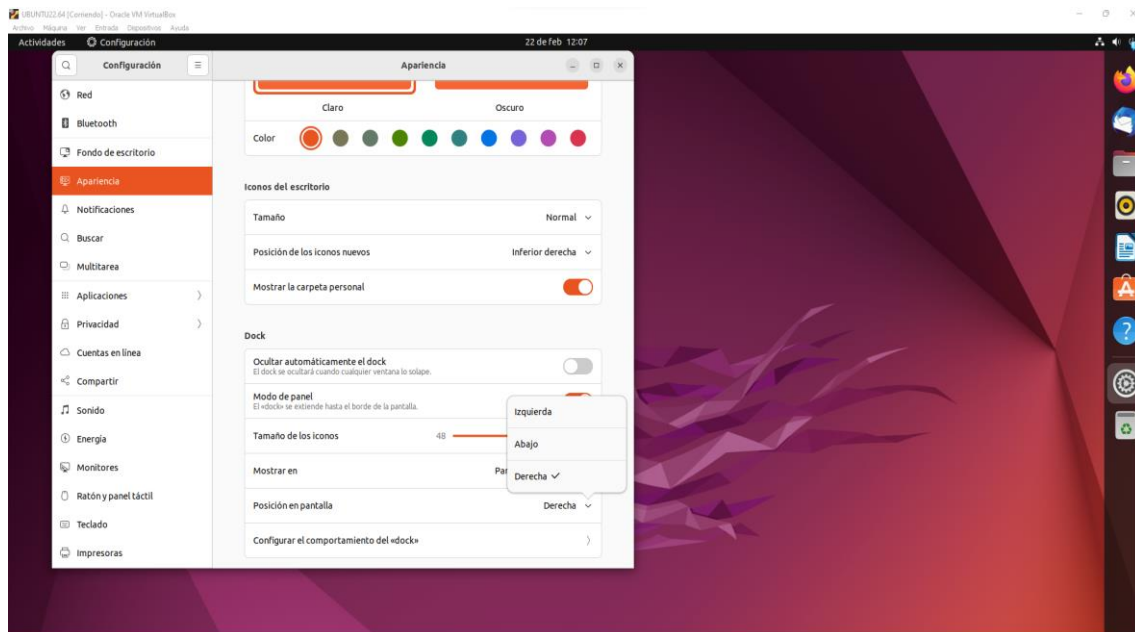 UBUNTU22.64 [Corriendo] - Oracle VM VirtualBox
Archivo Máquina Ver Entrada Dispositivos Ayuda
Actividades Configuración 22 de feb 12:07
Configuración Apariencia
Red
Bluetooth
Fondo de escritorio
Apariencia
Notificaciones
Buscar
Multitarea
Aplicaciones
Privacidad
Cuentas en línea
Compartir
Sonido
Energía
Monitores
Ratón y panel táctil
Teclado
Impresoras
Claro Oscuro
Color
Iconos del escritorio
Tamaño Normal
Posición de los iconos nuevos Inferior derecha
Mostrar la carpeta personal
Dock
Ocultar automáticamente el dock
El dock se ocultará cuando cualquier ventana lo solape.
Modo de panel
El «dock» se extiende hasta el borde de la pantalla.
Tamaño de los iconos 48
Mostrar en
Posición en pantalla Derecha
Configurar el comportamiento del «dock»
Izquierda
Abajo
Derecha